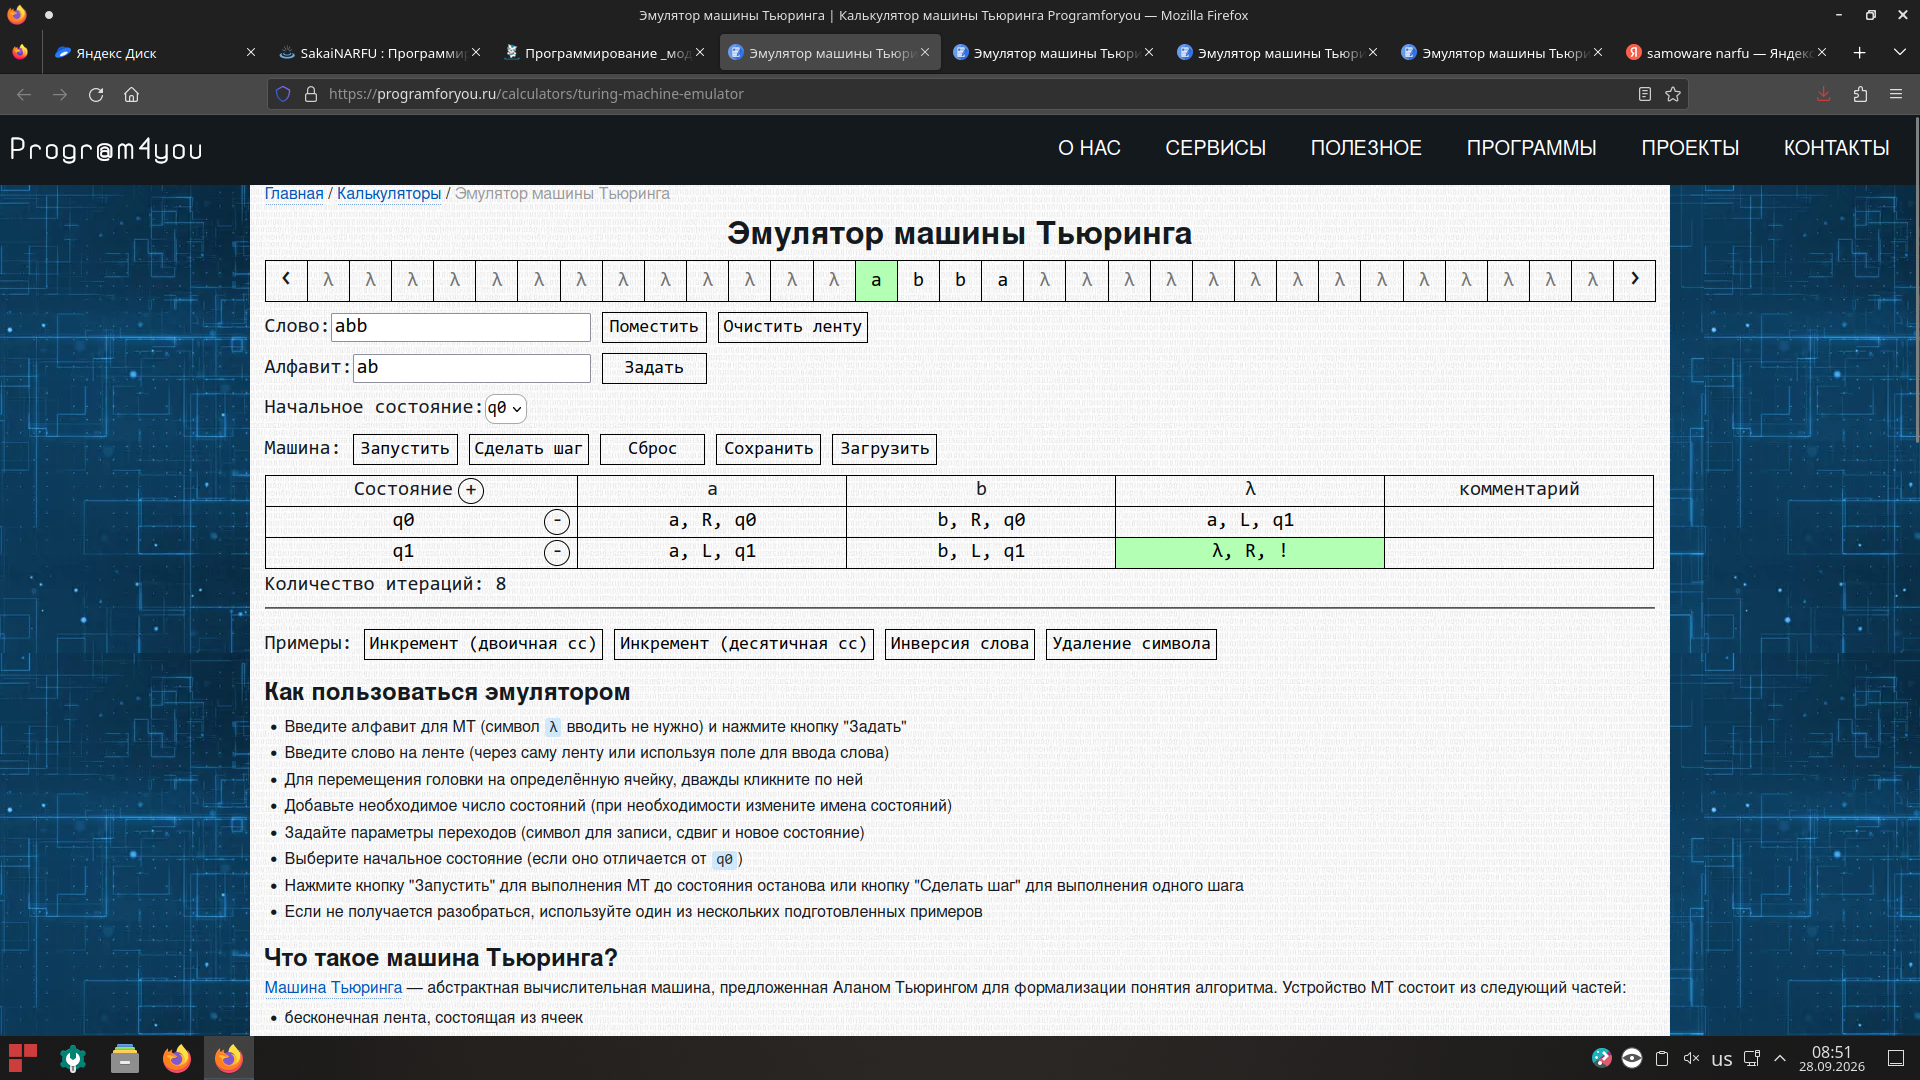 Эмулятор машины Тьюринга | Калькулятор машины Тьюринга Programforyou — Mozilla Firefox
Яндекс Диск
SakaiNARFU : Программи
Программирование _мод
Эмулятор машины Тьюри
Эмулятор машины Тьюри
Эмулятор машины Тьюри
Эмулятор машины Тьюри
samoware narfu — Яндекс
https://programforyou.ru/calculators/turing-machine-emulator
Progr@m4you
О НАС СЕРВИСЫ ПОЛЕЗНОЕ ПРОГРАММЫ ПРОЕКТЫ КОНТАКТЫ
Главная / Калькуляторы / Эмулятор машины Тьюринга
Эмулятор машины Тьюринга
λ λ λ λ λ λ λ λ λ λ λ λ λ a b b a λ λ λ λ λ λ λ λ λ λ λ λ λ λ
Слово: abb Поместить Очистить ленту
Алфавит: ab Задать
Начальное состояние: q0
Машина: Запустить Сделать шаг Сброс Сохранить Загрузить
Состояние + a b λ комментарий
q0 - a, R, q0 b, R, q0 a, L, q1
q1 - a, L, q1 b, L, q1 λ, R, !
Количество итераций: 8
Примеры: Инкремент (двоичная сс) Инкремент (десятичная сс) Инверсия слова Удаление символа
Как пользоваться эмулятором
• Введите алфавит для МТ (символ λ вводить не нужно) и нажмите кнопку "Задать"
• Введите слово на ленте (через саму ленту или используя поле для ввода слова)
• Для перемещения головки на определённую ячейку, дважды кликните по ней
• Добавьте необходимое число состояний (при необходимости измените имена состояний)
• Задайте параметры переходов (символ для записи, сдвиг и новое состояние)
• Выберите начальное состояние (если оно отличается от q0)
• Нажмите кнопку "Запустить" для выполнения МТ до состояния останова или кнопку "Сделать шаг" для выполнения одного шага
• Если не получается разобраться, используйте один из нескольких подготовленных примеров
Что такое машина Тьюринга?
Машина Тьюринга — абстрактная вычислительная машина, предложенная Аланом Тьюрингом для формализации понятия алгоритма. Устройство МТ состоит из следующий частей:
• бесконечная лента, состоящая из ячеек
us
08:51
28.09.2026